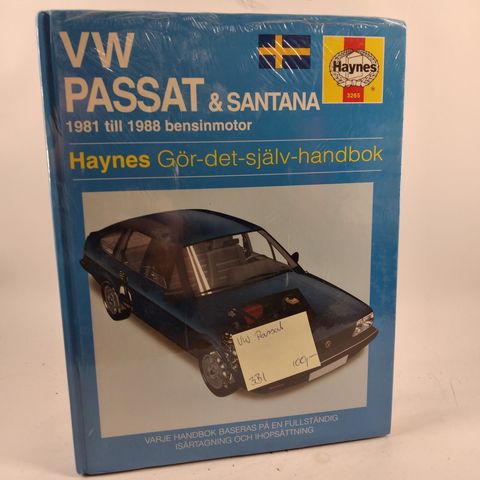 VW
PASSAT & SANTANA
1981 till 1988 bensinmotor
Haynes
3265
Haynes Gör-det-själv-handbok
VW Passat
331 100,-
VARJE HANDBOK BASERAS PÅ EN FULLSTÄNDIG
ISÄRTAGNING OCH IHOPSÄTTNING